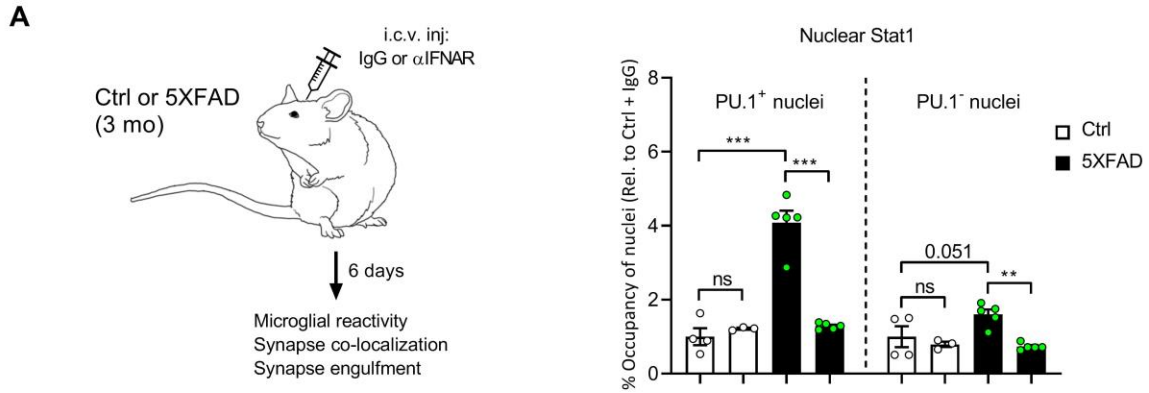 A
i.c.v. inj:
IgG or αIFNAR
Ctrl or 5XFAD
(3 mo)
6 days
Microglial reactivity
Synapse co-localization
Synapse engulfment
Nuclear Stat1
% Occupancy of nuclei (Rel. to Ctrl + IgG)
8
6
4
2
0
PU.1⁺ nuclei
PU.1⁻ nuclei
***
***
ns
0.051
ns
**
Ctrl
5XFAD